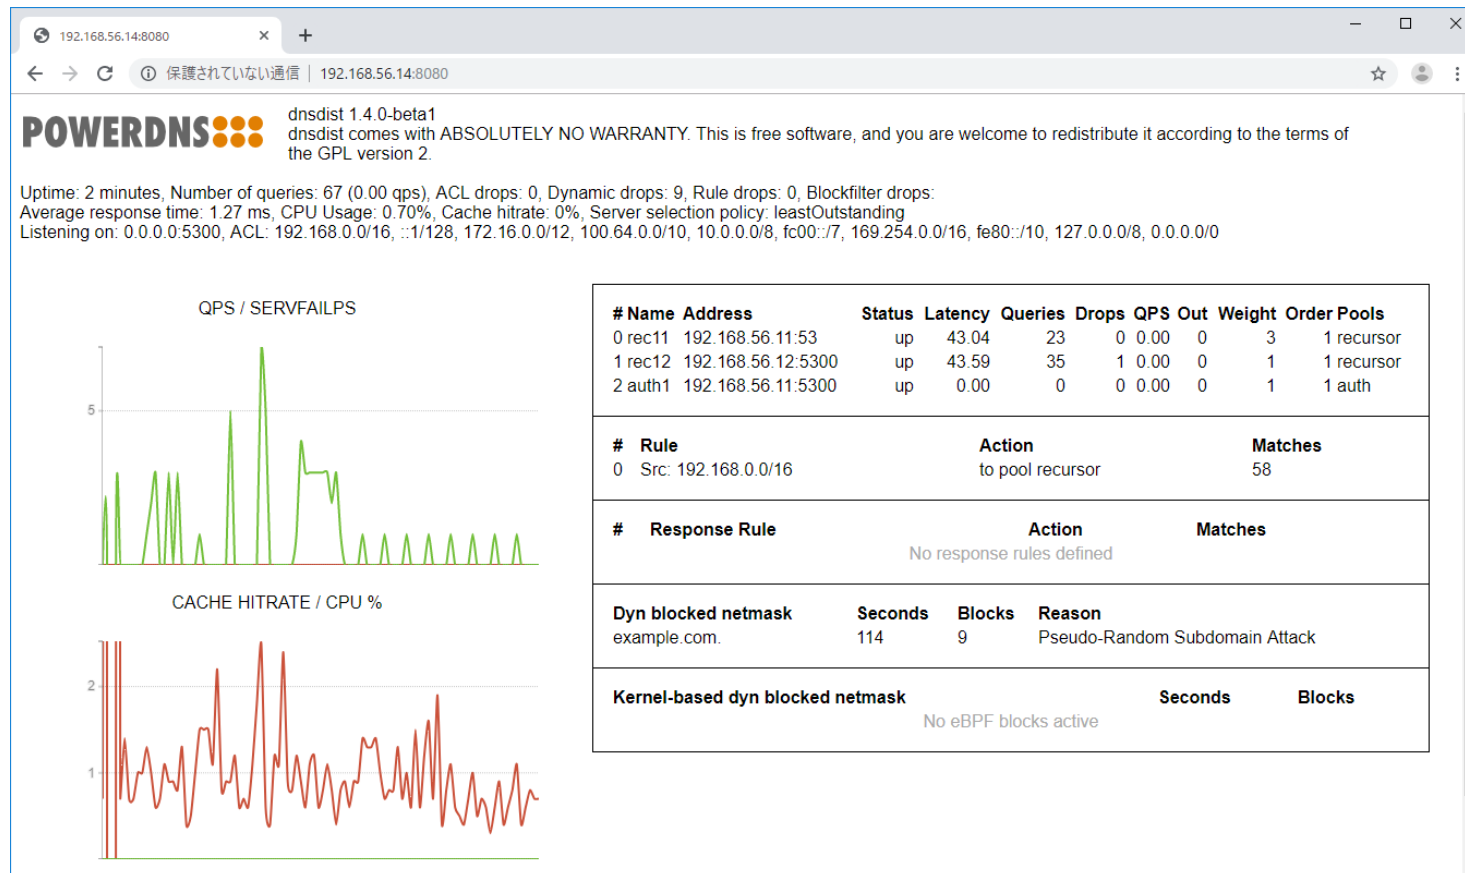 192.168.56.14:8080
保護されていない通信 | 192.168.56.14:8080
POWERDNS
dnsdist 1.4.0-beta1
dnsdist comes with ABSOLUTELY NO WARRANTY. This is free software, and you are welcome to redistribute it according to the terms of
the GPL version 2.
Uptime: 2 minutes, Number of queries: 67 (0.00 qps), ACL drops: 0, Dynamic drops: 9, Rule drops: 0, Blockfilter drops:
Average response time: 1.27 ms, CPU Usage: 0.70%, Cache hitrate: 0%, Server selection policy: leastOutstanding
Listening on: 0.0.0.0:5300, ACL: 192.168.0.0/16, ::1/128, 172.16.0.0/12, 100.64.0.0/10, 10.0.0.0/8, fc00::/7, 169.254.0.0/16, fe80::/10, 127.0.0.0/8, 0.0.0.0/0
QPS / SERVFAILPS
5
CACHE HITRATE / CPU %
2
1
# Name Address Status Latency Queries Drops QPS Out Weight Order Pools
0 rec11 192.168.56.11:53 up 43.04 23 0 0.00 0 3 1 recursor
1 rec12 192.168.56.12:5300 up 43.59 35 1 0.00 0 1 1 recursor
2 auth1 192.168.56.11:5300 up 0.00 0 0 0.00 0 1 1 auth
# Rule Action Matches
0 Src: 192.168.0.0/16 to pool recursor 58
# Response Rule Action Matches
No response rules defined
Dyn blocked netmask Seconds Blocks Reason
example.com. 114 9 Pseudo-Random Subdomain Attack
Kernel-based dyn blocked netmask Seconds Blocks
No eBPF blocks active